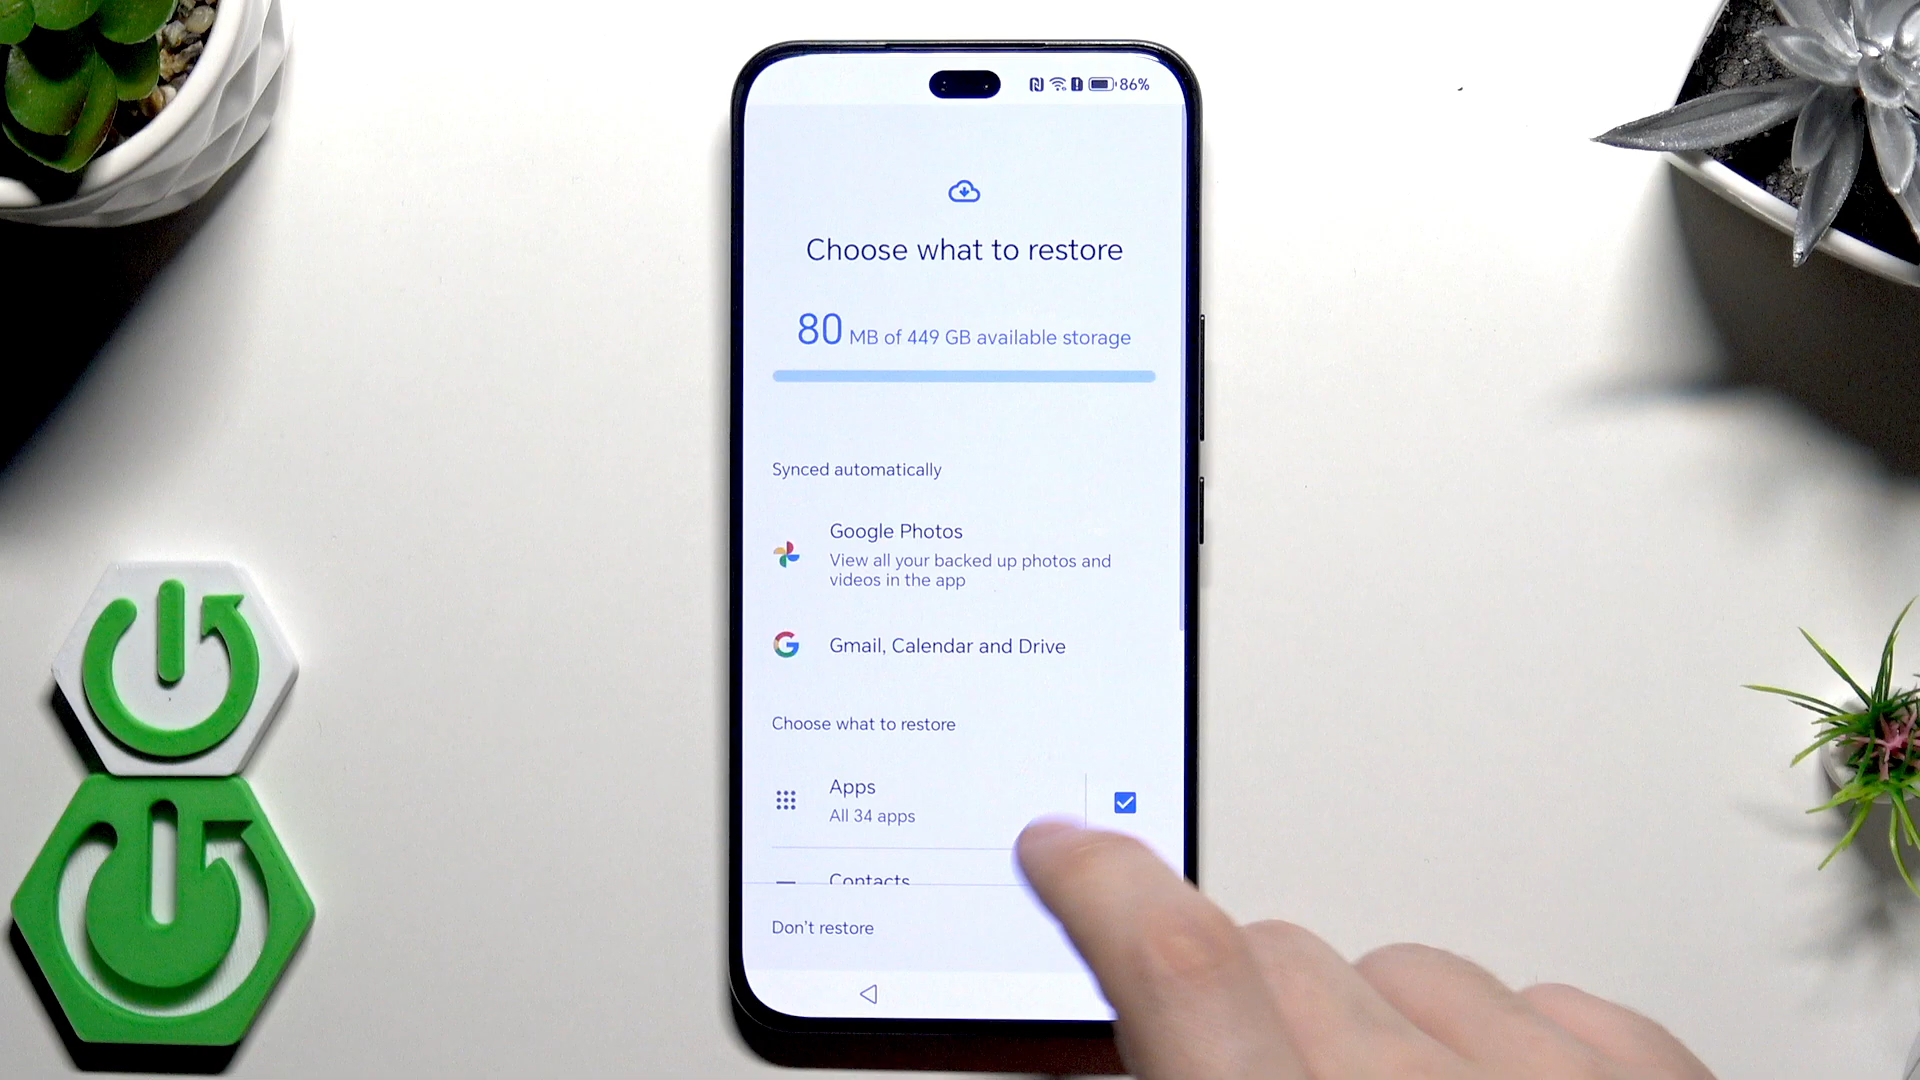 86%
Choose what to restore
80 MB of 449 GB available storage
Synced automatically
Google Photos
View all your backed up photos and
videos in the app
Gmail, Calendar and Drive
Choose what to restore
Apps
All 34 apps
Contacts
Don't restore